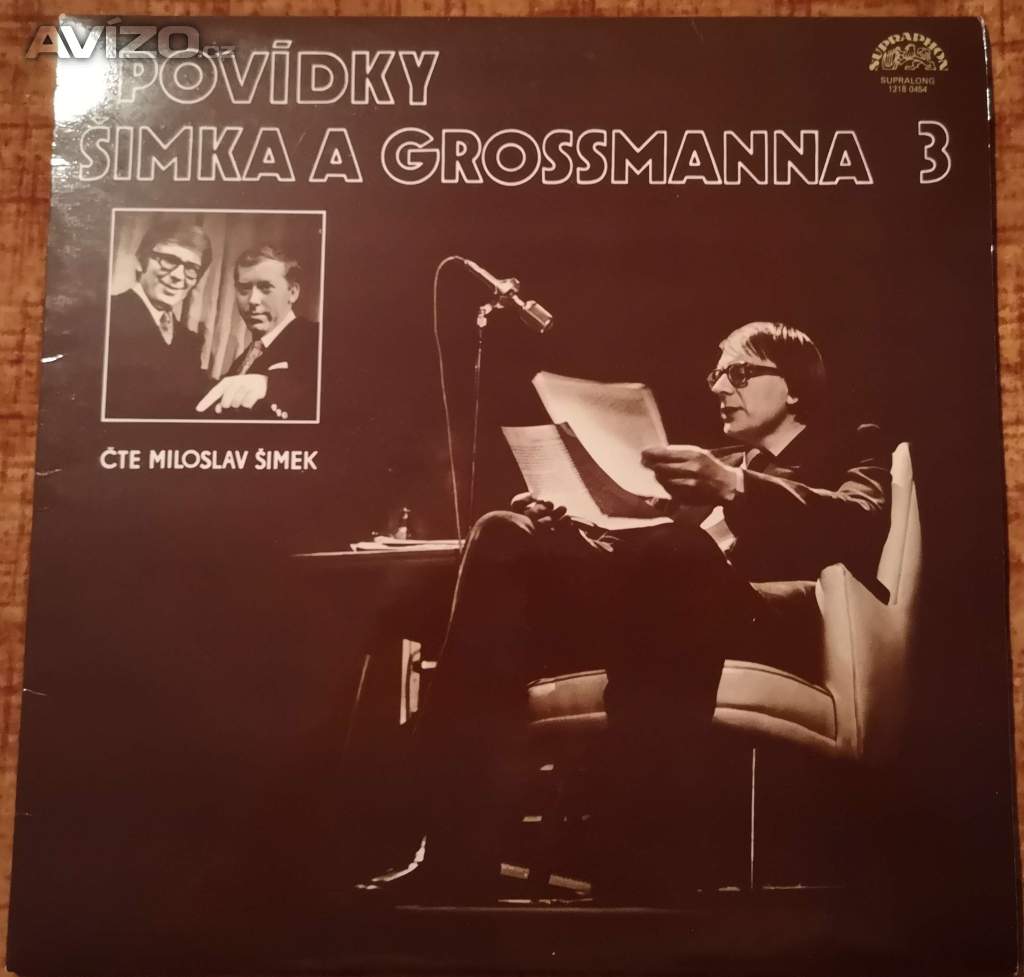 AVÍZO.cz
POVÍDKY
ŠIMKA A GROSSMANNA 3
SUPRAPHON
SUPRALONG
1218 0454
ČTE MILOSLAV ŠIMEK